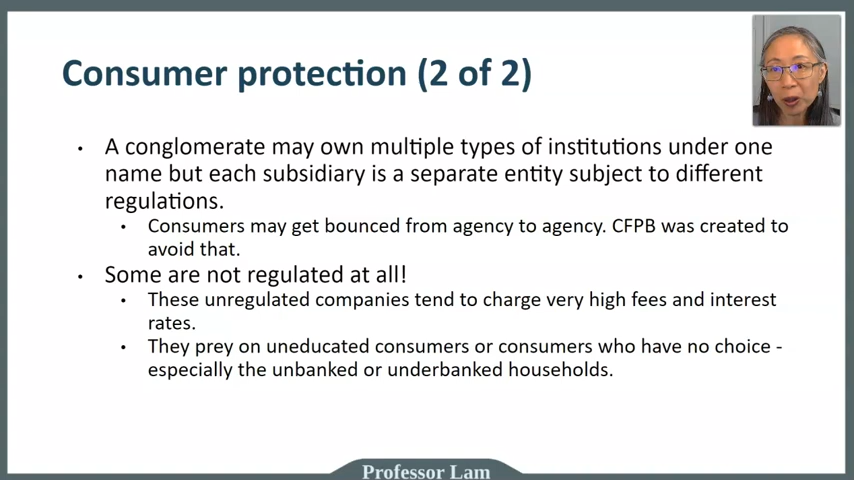 Consumer protection (2 of 2)
• A conglomerate may own multiple types of institutions under one
name but each subsidiary is a separate entity subject to different
regulations.
• Consumers may get bounced from agency to agency. CFPB was created to
avoid that.
• Some are not regulated at all!
• These unregulated companies tend to charge very high fees and interest
rates.
• They prey on uneducated consumers or consumers who have no choice -
especially the unbanked or underbanked households.
Professor Lam